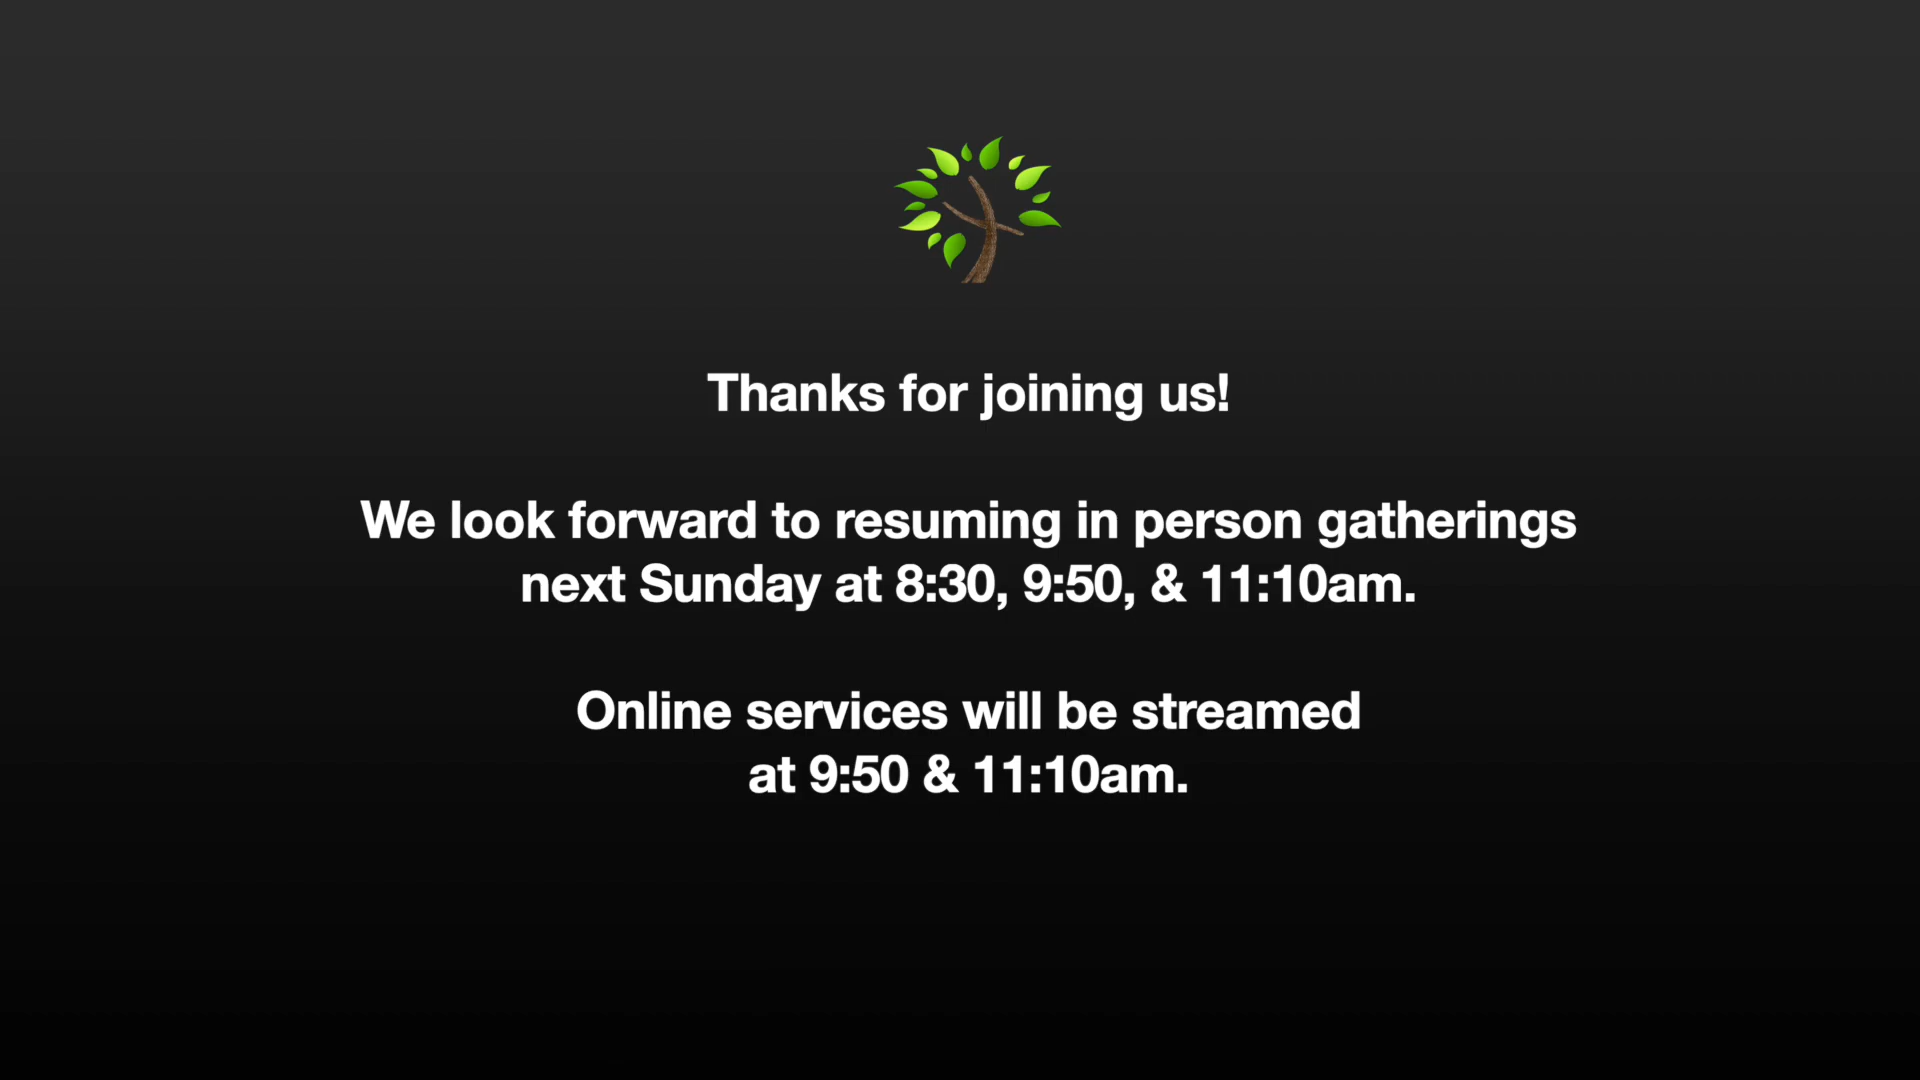 Thanks for joining us!
We look forward to resuming in person gatherings
next Sunday at 8:30, 9:50, & 11:10am.
Online services will be streamed
at 9:50 & 11:10am.